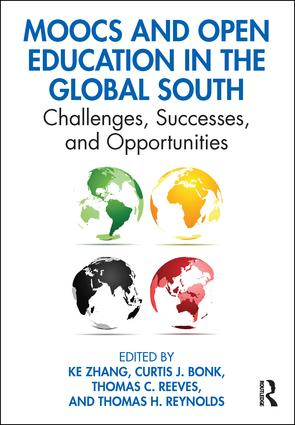 MOOCS AND OPEN
EDUCATION IN THE
GLOBAL SOUTH
Challenges, Successes,
and Opportunities
EDITED BY
KE ZHANG, CURTIS J. BONK,
THOMAS C. REEVES,
AND THOMAS H. REYNOLDS
R
ROUTLEDGE